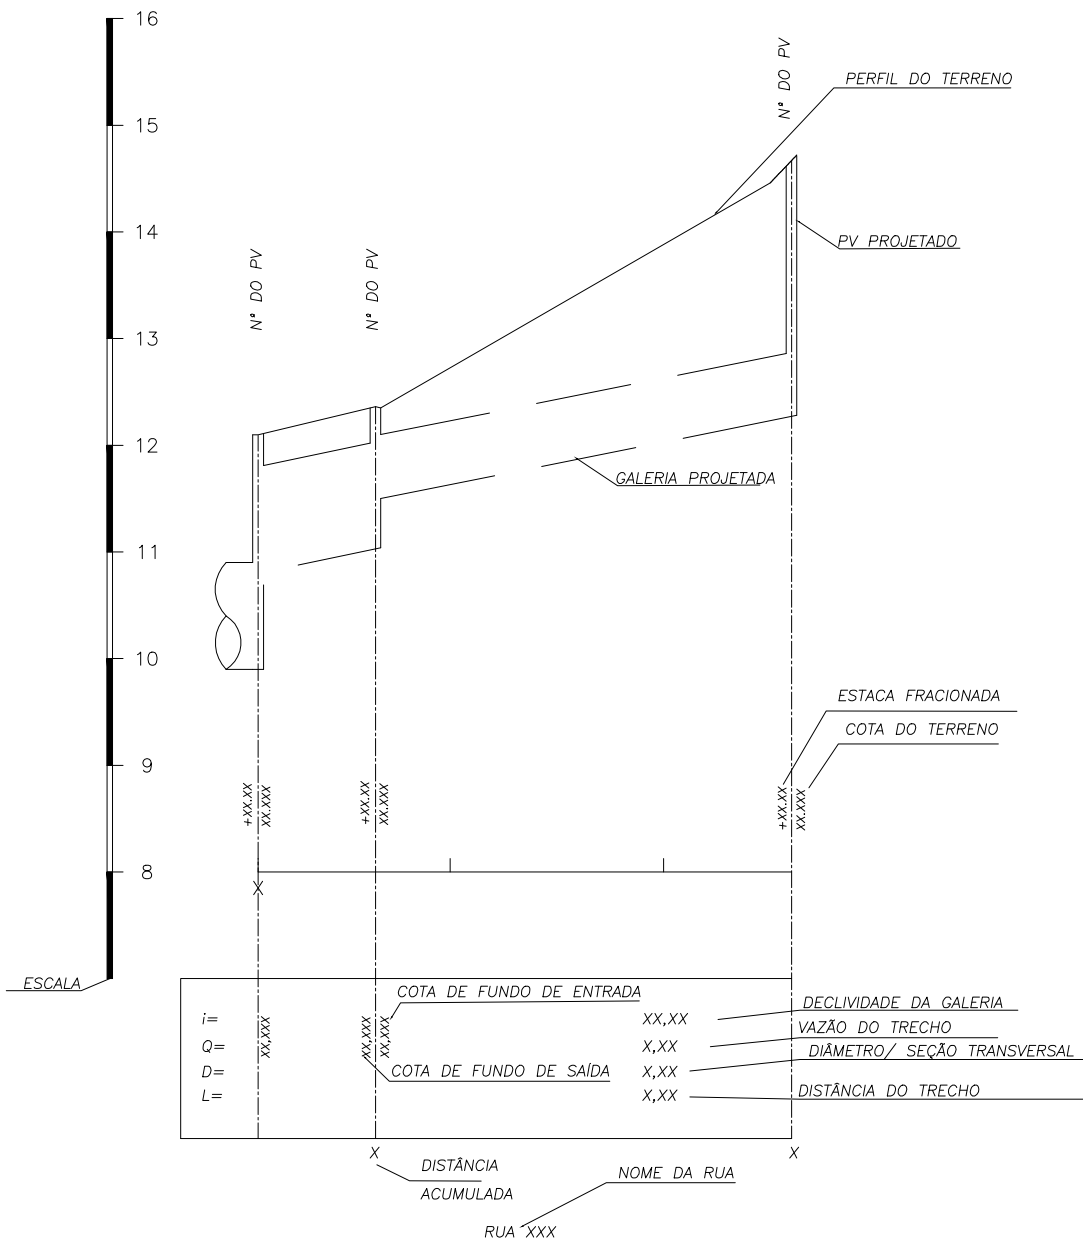 16
Nº DO PV
PERFIL DO TERRENO
15
14
PV PROJETADO
Nº DO PV
Nº DO PV
13
12
GALERIA PROJETADA
11
10
ESTACA FRACIONADA
COTA DO TERRENO
9
+XX.XX
XX.XXX
+XX.XX
XX.XXX
+XX.XX
XX.XXX
8
X
ESCALA
COTA DE FUNDO DE ENTRADA
DECLIVIDADE DA GALERIA
i=
XX,XXX
XX,XXX
XX,XXX
XX,XX
VAZÃO DO TRECHO
Q=
X,XX
DIÂMETRO/ SEÇÃO TRANSVERSAL
D=
COTA DE FUNDO DE SAÍDA
X,XX
L=
X,XX
DISTÂNCIA DO TRECHO
X
X
DISTÂNCIA
ACUMULADA
NOME DA RUA
RUA XXX